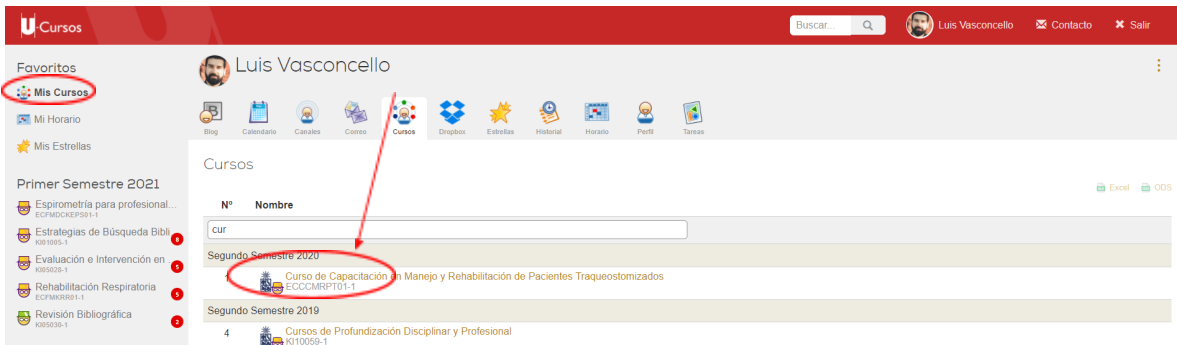 U-Cursos
Buscar...
Luis Vasconcello
Contacto
Salir
Favoritos
Mis Cursos
Mi Horario
Mis Estrellas
Primer Semestre 2021
Espirometría para profesional...
ECFMDCKEPS01-1
Estrategias de Búsqueda Bibli...
KI01005-1
8
Evaluación e Intervención en
KI05028-1
5
Rehabilitación Respiratoria
ECFMKRR01-1
5
Revisión Bibliográfica
KI05030-1
2
Luis Vasconcello
Blog Calendario Canales Correo Cursos Dropbox Estrellas Historial Horario Perfil Tareas
Cursos
Excel ODS
Nº Nombre
cur
Segundo Semestre 2020
1 Curso de Capacitación en Manejo y Rehabilitación de Pacientes Traqueostomizados
ECCCMRPT01-1
Segundo Semestre 2019
4 Cursos de Profundización Disciplinar y Profesional
KI10059-1